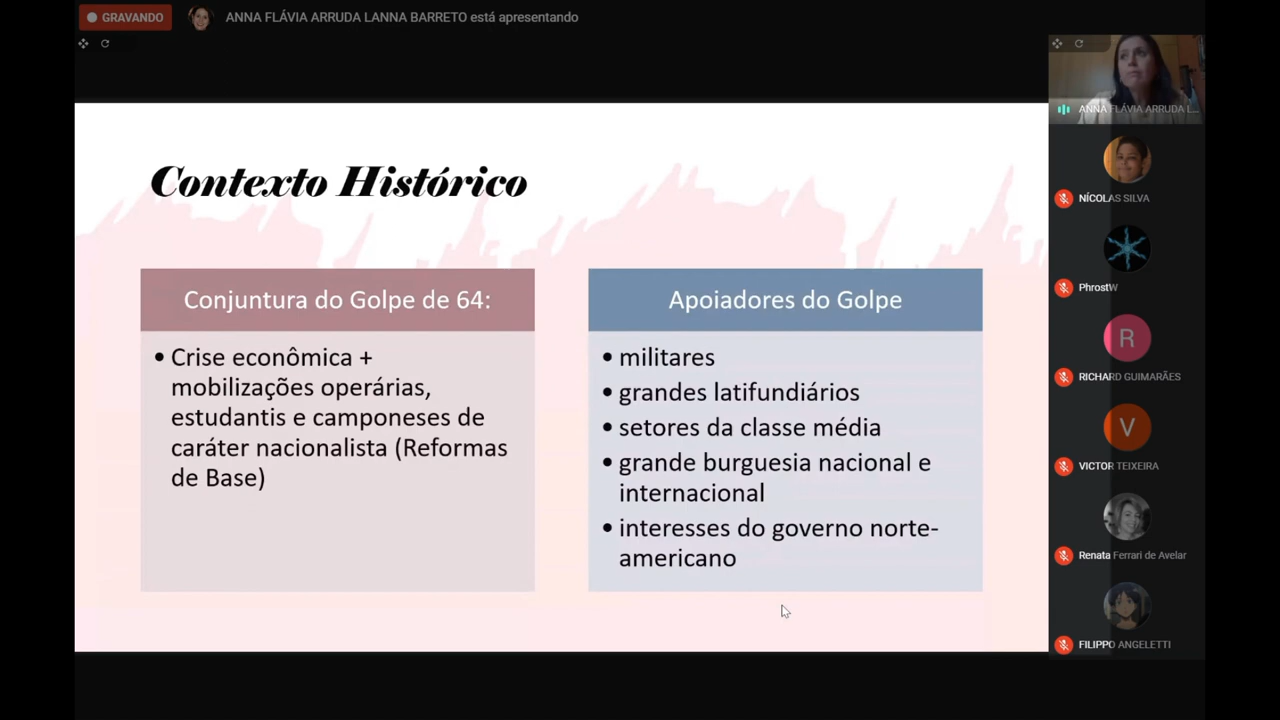 GRAVANDO
ANNA FLÁVIA ARRUDA LANNA BARRETO está apresentando
Contexto Histórico
Conjuntura do Golpe de 64:
• Crise econômica +
mobilizações operárias,
estudantis e camponeses de
caráter nacionalista (Reformas
de Base)
Apoiadores do Golpe
• militares
• grandes latifundiários
• setores da classe média
• grande burguesia nacional e
internacional
• interesses do governo norte-
americano
ANNA FLÁVIA ARRUDA L...
NÍCOLAS SILVA
PhrostW
R
RICHARD GUIMARÃES
V
VICTOR TEIXEIRA
Renata Ferrari de Avelar
FILIPPO ANGELETTI